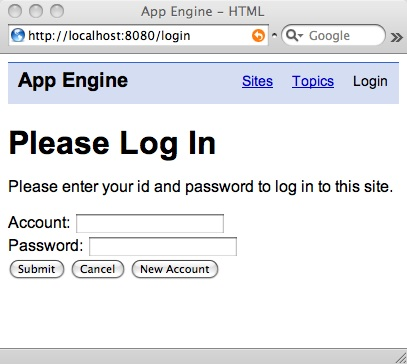 App Engine - HTML
http://localhost:8080/login
Google
App Engine Sites Topics Login
Please Log In
Please enter your id and password to log in to this site.
Account:
Password:
Submit Cancel New Account